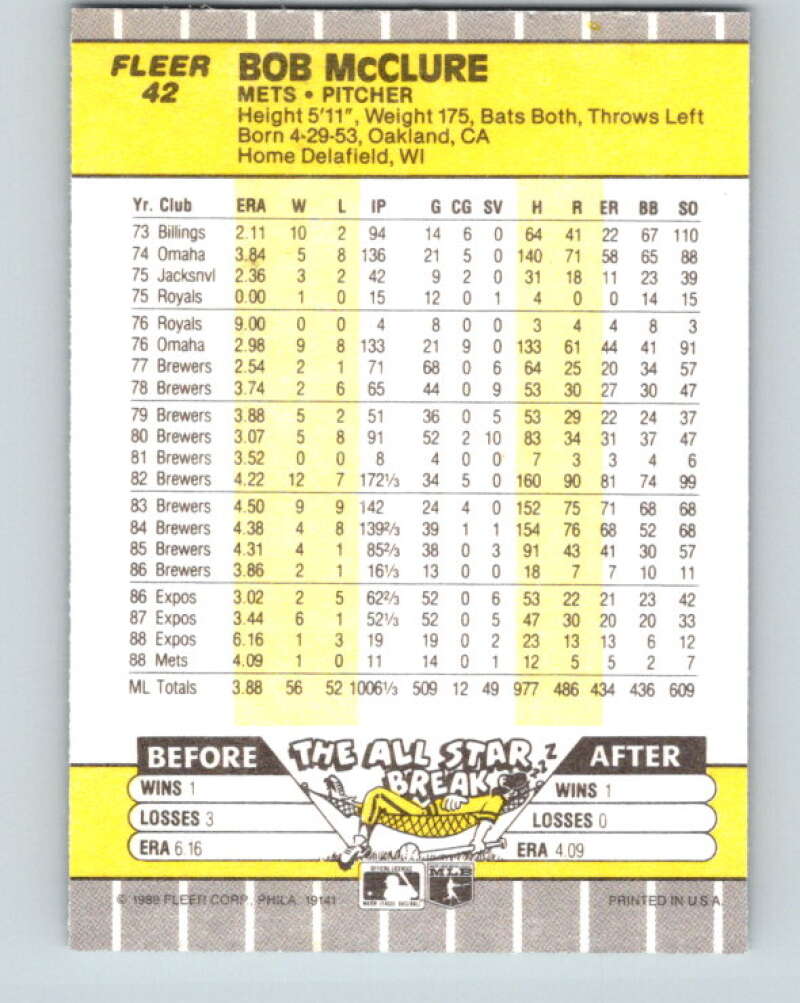 FLEER
42
BOB McCLURE
METS • PITCHER
Height 5'11", Weight 175, Bats Both, Throws Left
Born 4-29-53, Oakland, CA
Home Delafield, WI
Yr. Club ERA W L IP G CG SV H R ER BB SO
73 Billings 2.11 10 2 94 14 6 0 64 41 22 67 110
74 Omaha 3.84 5 8 136 21 5 0 140 71 58 65 88
75 Jacksnvl 2.36 3 2 42 9 2 0 31 18 11 23 39
75 Royals 0.00 1 0 15 12 0 1 4 0 0 14 15
76 Royals 9.00 0 0 4 8 0 0 3 4 4 8 3
76 Omaha 2.98 9 8 133 21 9 0 133 61 44 41 91
77 Brewers 2.54 2 1 71 68 0 6 64 25 20 34 57
78 Brewers 3.74 2 6 65 44 0 9 53 30 27 30 47
79 Brewers 3.88 5 2 51 36 0 5 53 29 22 24 37
80 Brewers 3.07 5 8 91 52 2 10 83 34 31 37 47
81 Brewers 3.52 0 0 8 4 0 0 7 3 3 4 6
82 Brewers 4.22 12 7 172⅓ 34 5 0 160 90 81 74 99
83 Brewers 4.50 9 9 142 24 4 0 152 75 71 68 68
84 Brewers 4.38 4 8 139⅔ 39 1 1 154 76 68 52 68
85 Brewers 4.31 4 1 85⅔ 38 0 3 91 43 41 30 57
86 Brewers 3.86 2 1 16⅓ 13 0 0 18 7 7 10 11
86 Expos 3.02 2 5 62⅔ 52 0 6 53 22 21 23 42
87 Expos 3.44 6 1 52⅓ 52 0 5 47 30 20 20 33
88 Expos 6.16 1 3 19 19 0 2 23 13 13 6 12
88 Mets 4.09 1 0 11 14 0 1 12 5 5 2 7
ML Totals 3.88 56 52 1006⅓ 509 12 49 977 486 434 436 609
BEFORE THE ALL STAR BREAK AFTER
ZZZ
WINS 1 WINS 1
LOSSES 3 LOSSES 0
ERA 6.16 ERA 4.09
MLB
© 1989 FLEER CORP., PHILA. 19141 PRINTED IN U.S.A.